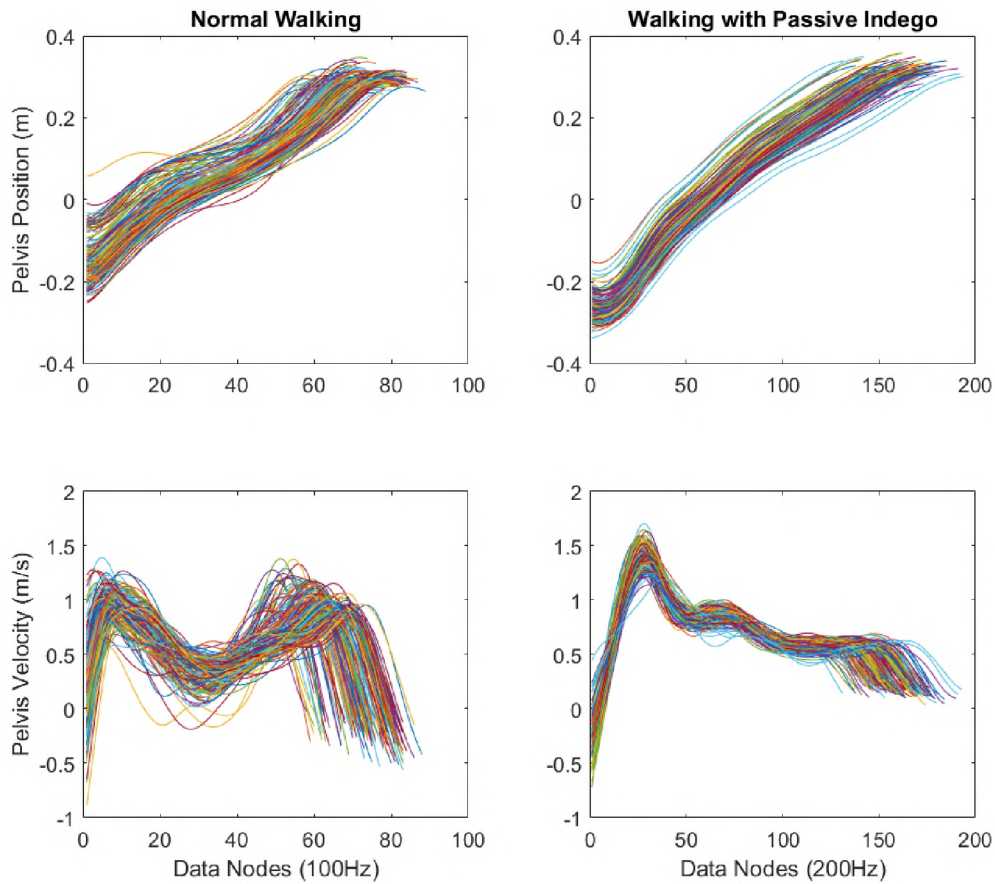 Normal Walking
Walking with Passive Indego
Pelvis Position (m)
0.4
0.2
0
-0.2
-0.4
0 20 40 60 80 100
0.4
0.2
0
-0.2
-0.4
0 50 100 150 200
Pelvis Velocity (m/s)
2
1.5
1
0.5
0
-0.5
-1
0 20 40 60 80 100
Data Nodes (100Hz)
2
1.5
1
0.5
0
-0.5
-1
0 50 100 150 200
Data Nodes (200Hz)